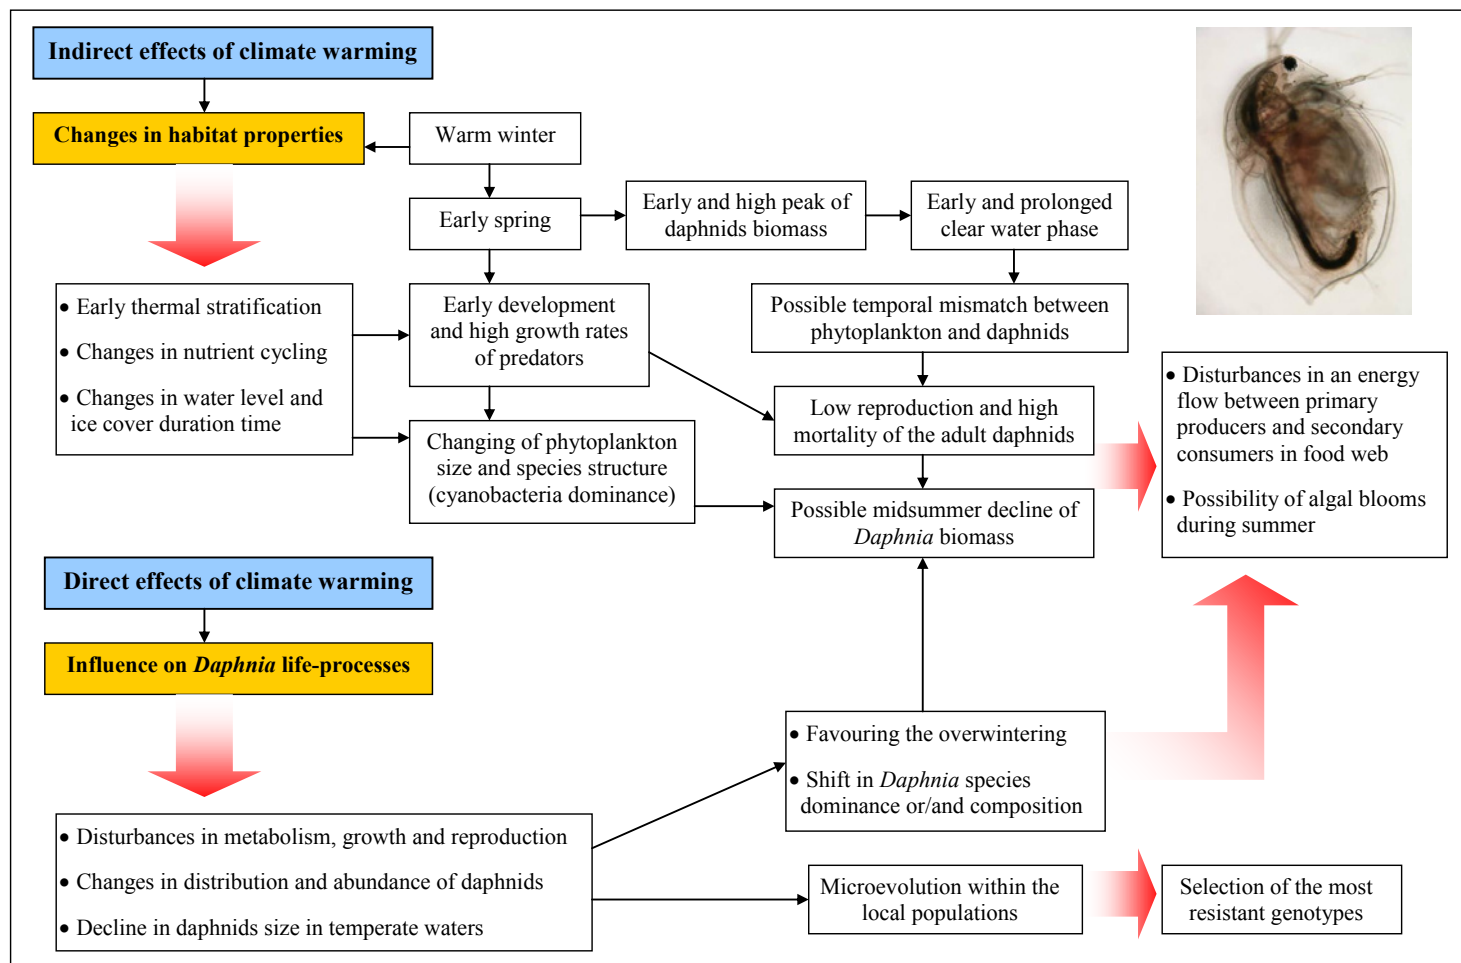 Indirect effects of climate warming
Changes in habitat properties
Warm winter
Early spring
Early and high peak of
daphnids biomass
Early and prolonged
clear water phase
• Early thermal stratification
• Changes in nutrient cycling
• Changes in water level and
ice cover duration time
Early development
and high growth rates
of predators
Possible temporal mismatch between
phytoplankton and daphnids
Changing of phytoplankton
size and species structure
(cyanobacteria dominance)
Low reproduction and high
mortality of the adult daphnids
Possible midsummer decline of
Daphnia biomass
• Disturbances in an energy
flow between primary
producers and secondary
consumers in food web
• Possibility of algal blooms
during summer
Direct effects of climate warming
Influence on Daphnia life-processes
• Disturbances in metabolism, growth and reproduction
• Changes in distribution and abundance of daphnids
• Decline in daphnids size in temperate waters
• Favouring the overwintering
• Shift in Daphnia species
dominance or/and composition
Microevolution within the
local populations
Selection of the most
resistant genotypes